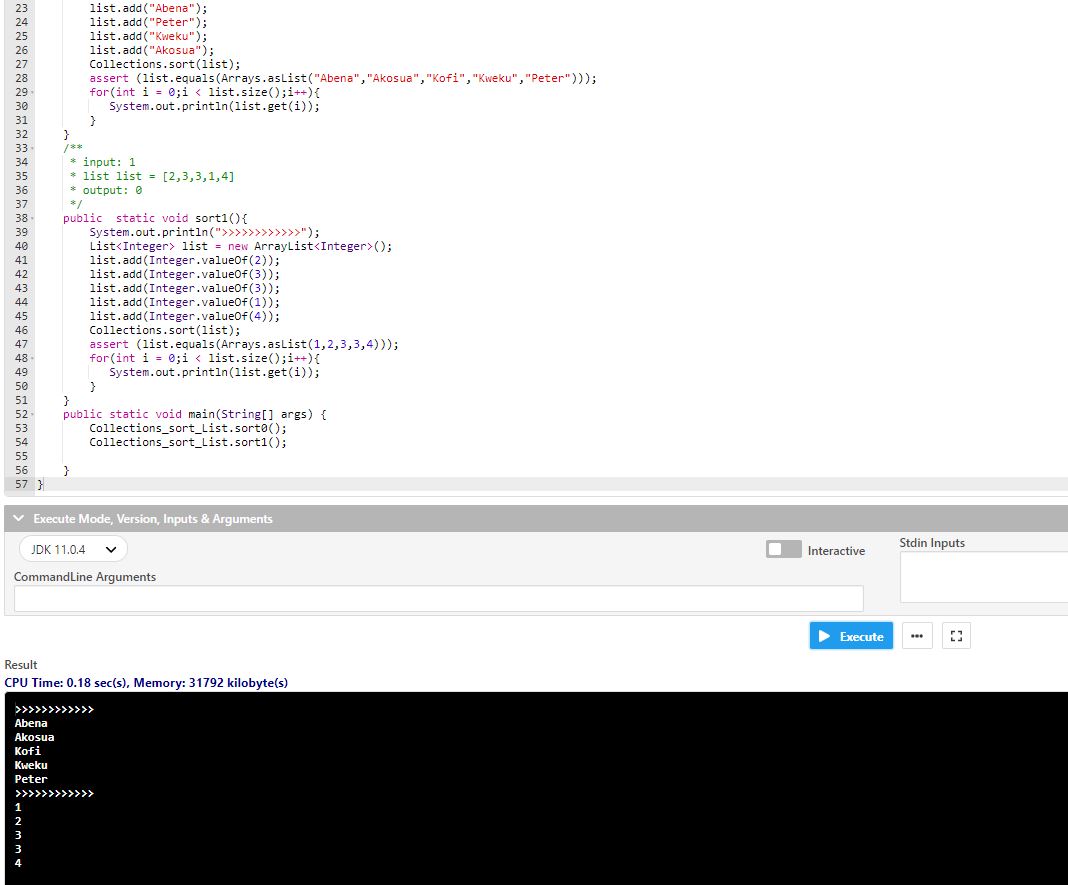 23 list.add("Abena");
24 list.add("Peter");
25 list.add("Kweku");
26 list.add("Akosua");
27 Collections.sort(list);
28 assert (list.equals(Arrays.asList("Abena","Akosua","Kofi","Kweku","Peter")));
29 for(int i = 0;i < list.size();i++){
30 System.out.println(list.get(i));
31 }
32 }
33 /**
34 * input: 1
35 * list list = [2,3,3,1,4]
36 * output: 0
37 */
38 public  static void sort1(){
39 System.out.println(">>>>>>>>>>>>");
40 List<Integer> list = new ArrayList<Integer>();
41 list.add(Integer.valueOf(2));
42 list.add(Integer.valueOf(3));
43 list.add(Integer.valueOf(3));
44 list.add(Integer.valueOf(1));
45 list.add(Integer.valueOf(4));
46 Collections.sort(list);
47 assert (list.equals(Arrays.asList(1,2,3,3,4)));
48 for(int i = 0;i < list.size();i++){
49 System.out.println(list.get(i));
50 }
51 }
52 public static void main(String[] args) {
53 Collections_sort_List.sort0();
54 Collections_sort_List.sort1();
55
56 }
57 }
Execute Mode, Version, Inputs & Arguments
JDK 11.0.4
Interactive
Stdin Inputs
CommandLine Arguments
Execute
Result
CPU Time: 0.18 sec(s), Memory: 31792 kilobyte(s)
>>>>>>>>>>>>
Abena
Akosua
Kofi
Kweku
Peter
>>>>>>>>>>>>
1
2
3
3
4